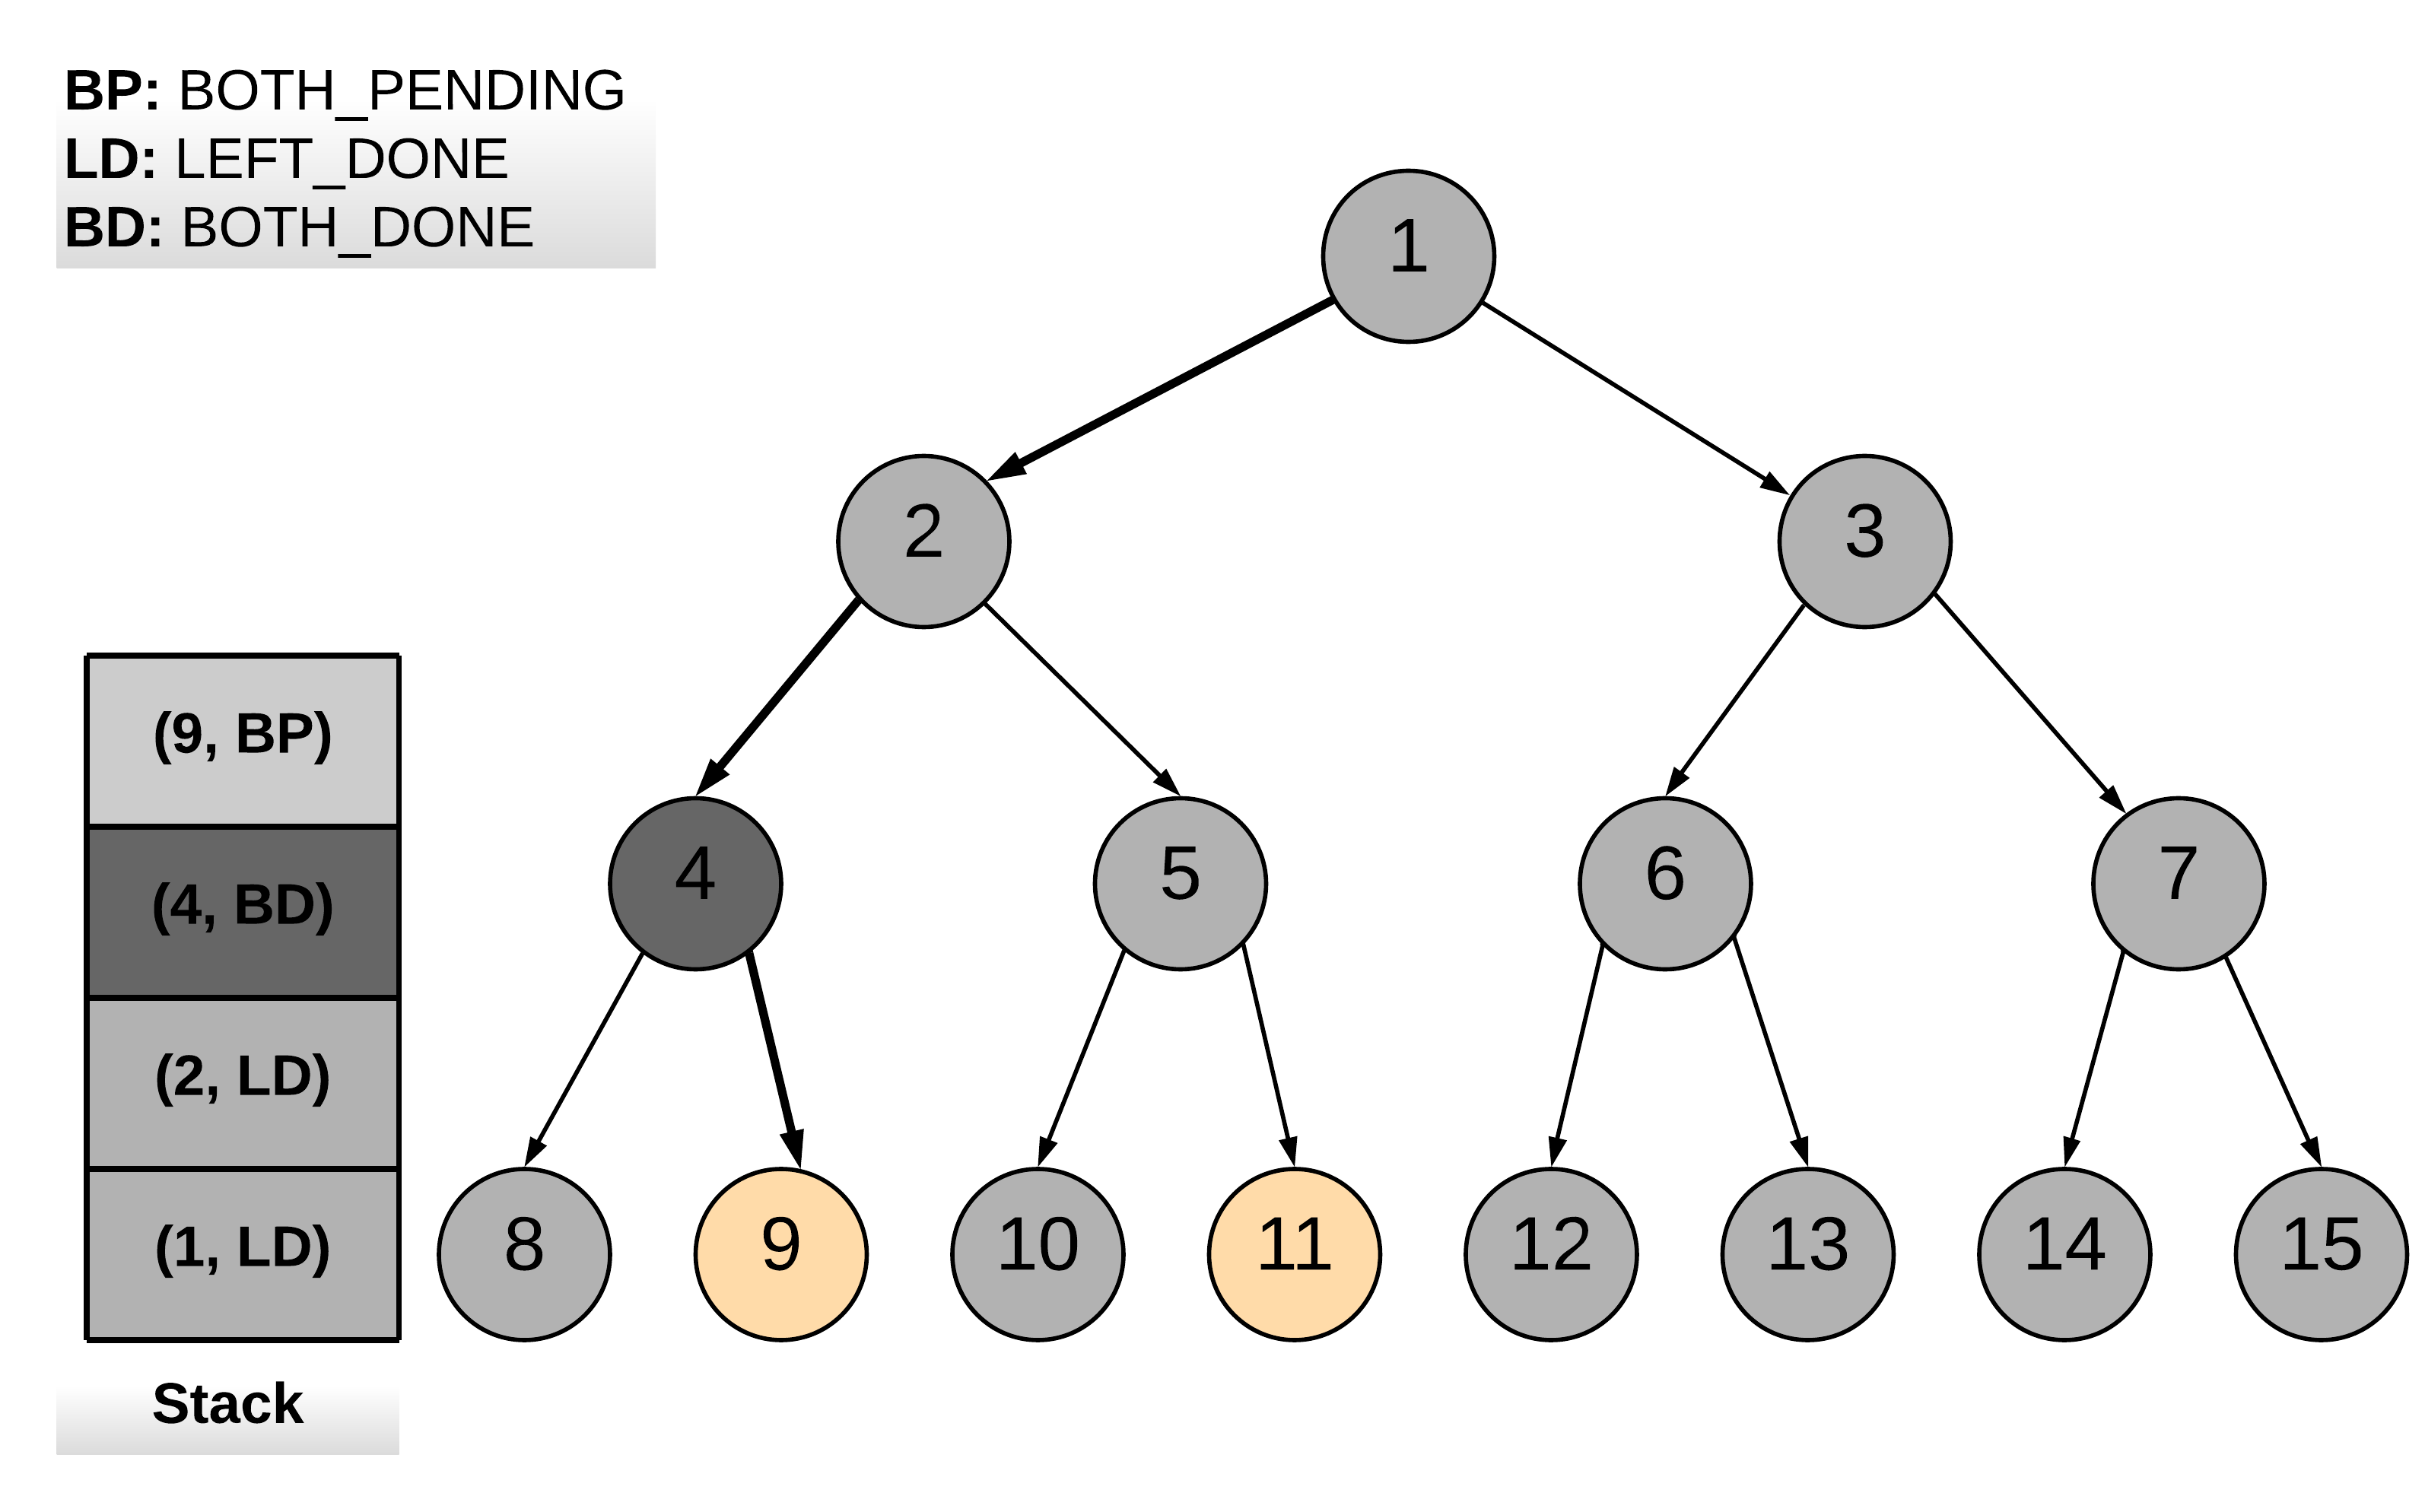 BP: BOTH_PENDING
LD: LEFT_DONE
BD: BOTH_DONE
1
2
3
4
5
6
7
8
9
10
11
12
13
14
15
(9, BP)
(4, BD)
(2, LD)
(1, LD)
Stack